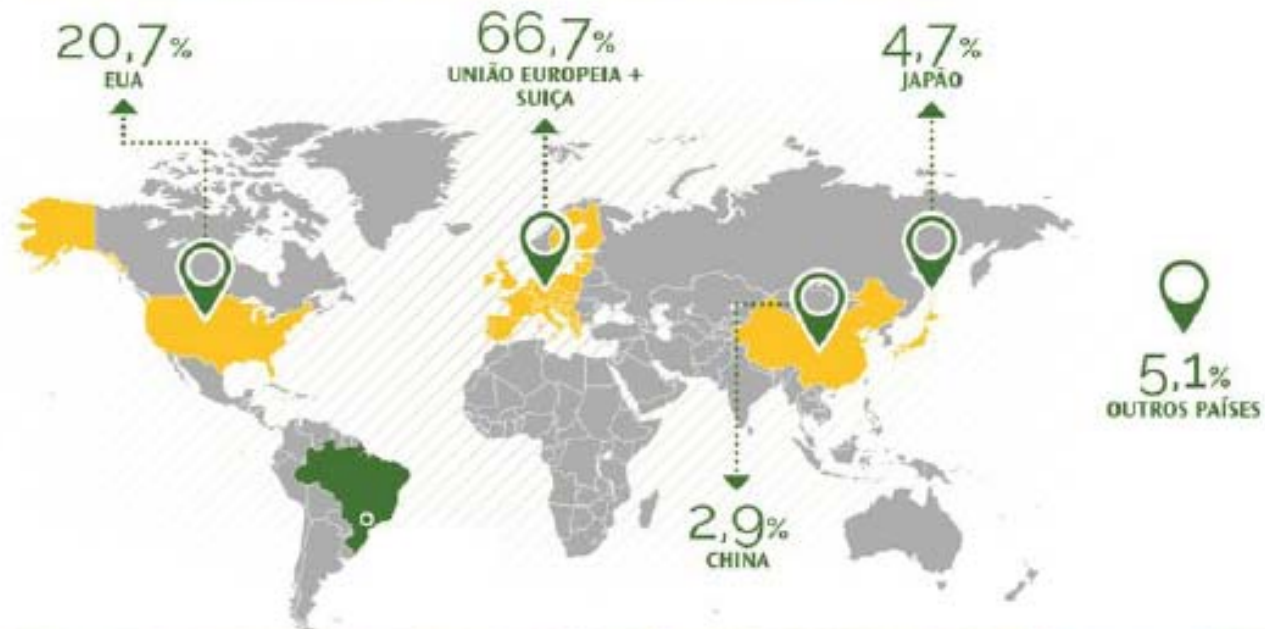 20,7%
EUA
66,7%
UNIÃO EUROPEIA +
SUIÇA
4,7%
JAPÃO
5,1%
OUTROS PAÍSES
2,9%
CHINA